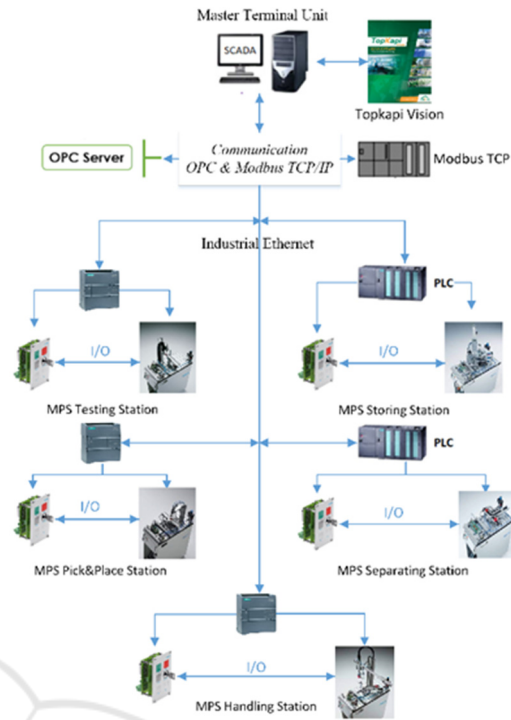 Master Terminal Unit
SCADA
TopKapi
Topkapi Vision
OPC Server
Communication
OPC & Modbus TCP/IP
Modbus TCP
Industrial Ethernet
PLC
I/O
I/O
MPS Testing Station
MPS Storing Station
PLC
I/O
I/O
MPS Pick&Place Station
MPS Separating Station
I/O
MPS Handling Station